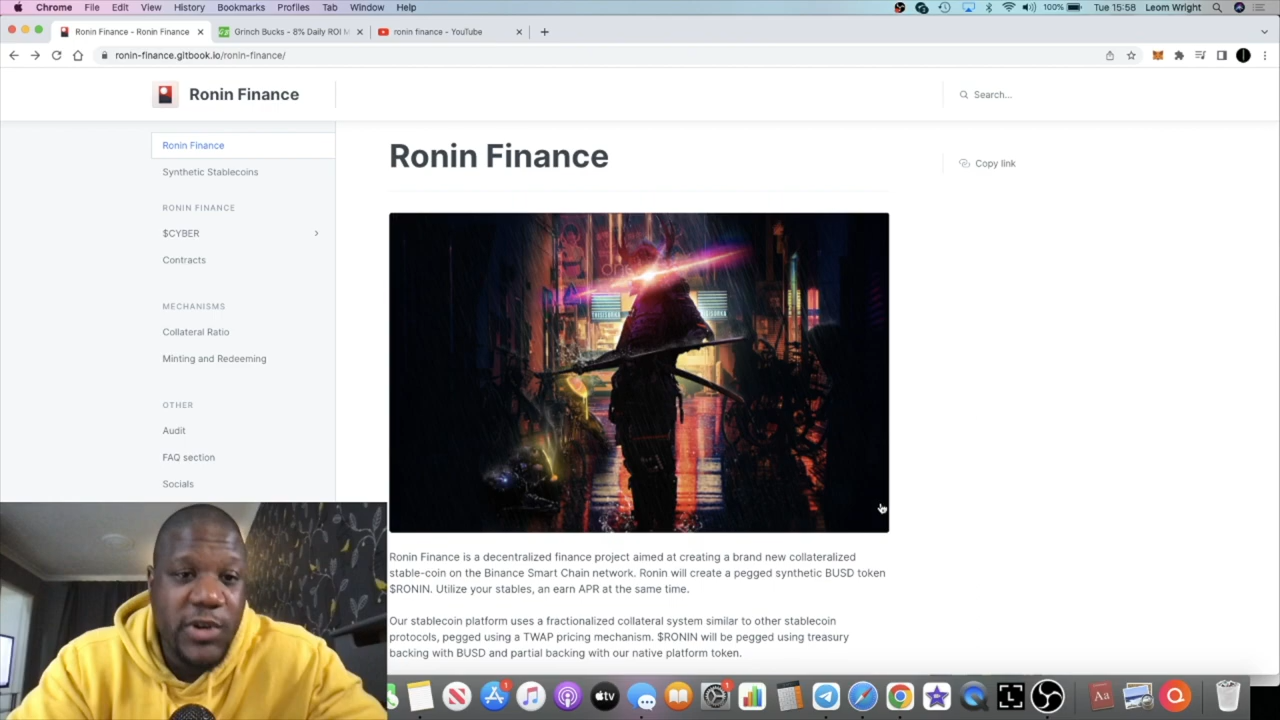 Chrome File Edit View History Bookmarks Profiles Tab Window Help 100% Tue 15:58 Leom Wright
Ronin Finance - Ronin Finance
Grinch Bucks - 8% Daily ROI
ronin finance - YouTube
ronin-finance.gitbook.io/ronin-finance/
Ronin Finance
Search...
Ronin Finance
Synthetic Stablecoins
RONIN FINANCE
$CYBER
Contracts
MECHANISMS
Collateral Ratio
Minting and Redeeming
OTHER
Audit
FAQ section
Socials
Ronin Finance
Copy link
Ronin Finance is a decentralized finance project aimed at creating a brand new collateralized
stable-coin on the Binance Smart Chain network. Ronin will create a pegged synthetic BUSD token
$RONIN. Utilize your stables, an earn APR at the same time.
Our stablecoin platform uses a fractionalized collateral system similar to other stablecoin
protocols, pegged using a TWAP pricing mechanism. $RONIN will be pegged using treasury
backing with BUSD and partial backing with our native platform token.
tv